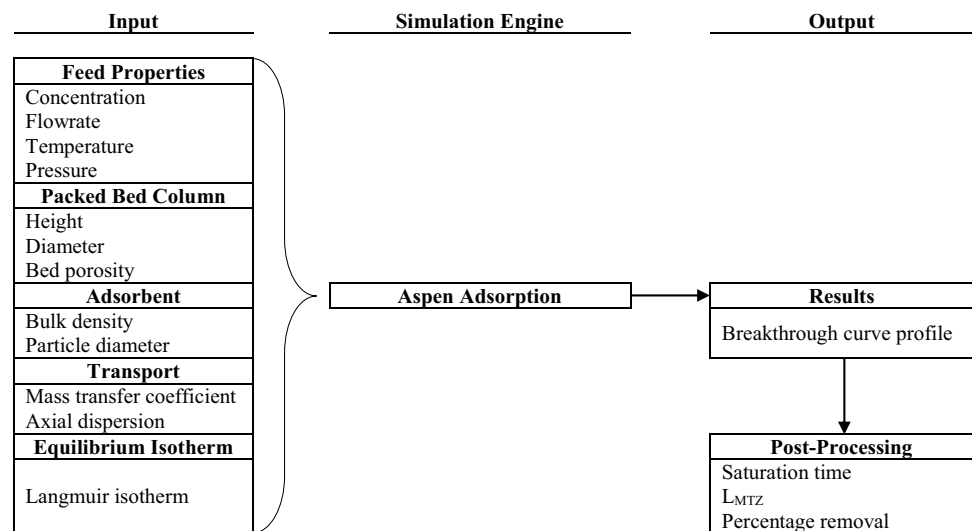 Input
Simulation Engine
Output
Feed Properties
Concentration
Flowrate
Temperature
Pressure
Packed Bed Column
Height
Diameter
Bed porosity
Adsorbent
Bulk density
Particle diameter
Transport
Mass transfer coefficient
Axial dispersion
Equilibrium Isotherm
Langmuir isotherm
Aspen Adsorption
Results
Breakthrough curve profile
Post-Processing
Saturation time
LMTZ
Percentage removal